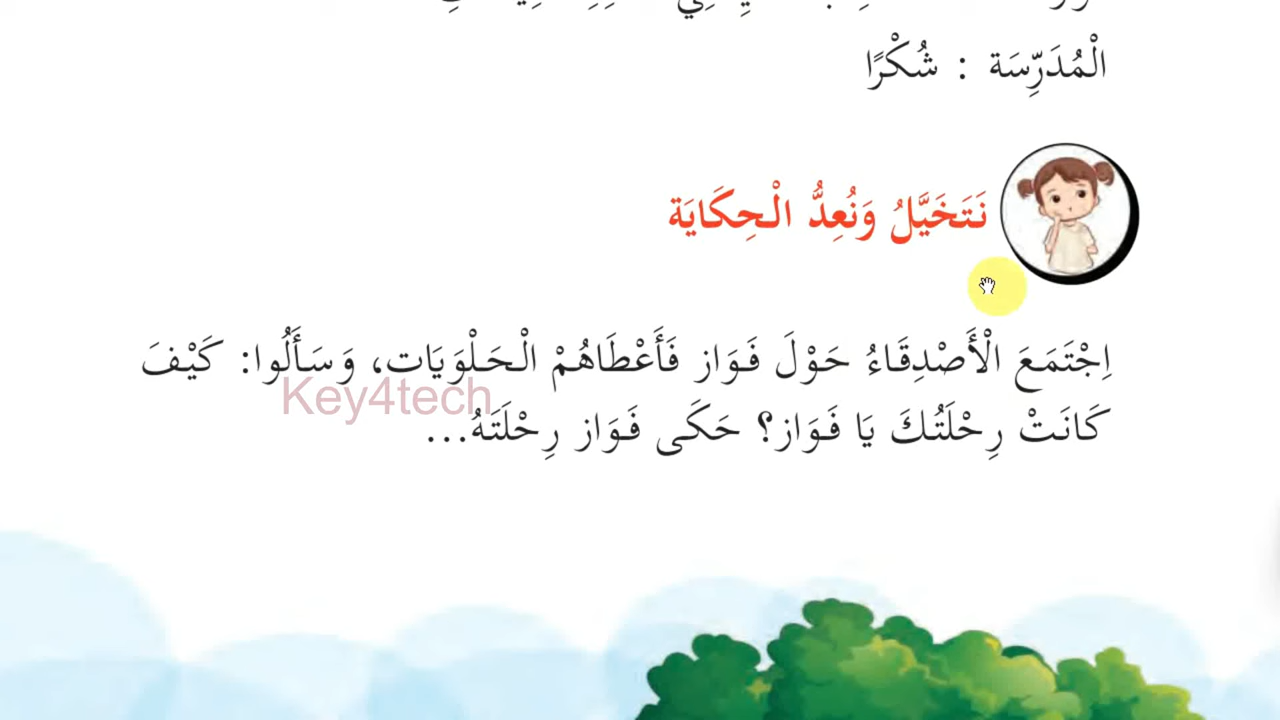 الْمُدَرِّسَة : شُكْرًا
نَتَخَيَّلُ وَنُعِدُّ الْحِكَايَة
اِجْتَمَعَ الْأَصْدِقَاءُ حَوْلَ فَوَاز فَأَعْطَاهُمْ الْحَلْوَيَات، وَسَأَلُوا: كَيْفَ
Key4tech
كَانَتْ رِحْلَتُكَ يَا فَوَاز؟ حَكَى فَوَاز رِحْلَتَهُ...